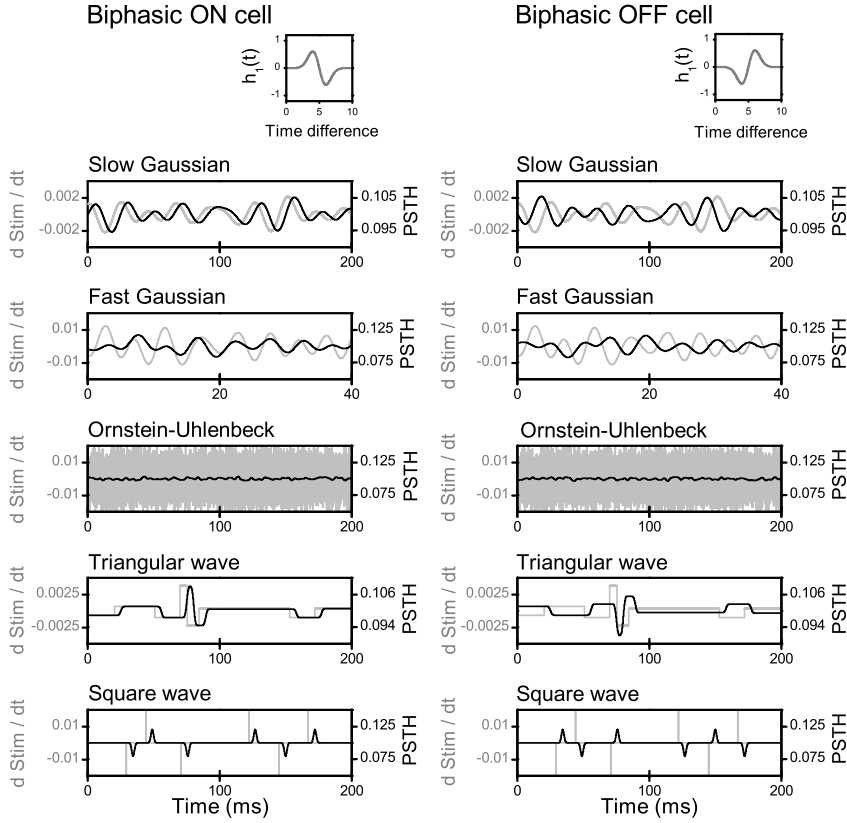 Biphasic ON cell
Biphasic OFF cell
h1(t)
1
0
-1
0 5 10
Time difference
h1(t)
1
0
-1
0 5 10
Time difference
Slow Gaussian
d Stim / dt
0.002
-0.002
0.105
0.095
PSTH
0 100 200
Slow Gaussian
d Stim / dt
0.002
-0.002
0.105
0.095
PSTH
0 100 200
Fast Gaussian
d Stim / dt
0.01
-0.01
0.125
0.075
PSTH
0 20 40
Fast Gaussian
d Stim / dt
0.01
-0.01
0.125
0.075
PSTH
0 20 40
Ornstein-Uhlenbeck
d Stim / dt
0.01
-0.01
0.125
0.075
PSTH
0 100 200
Ornstein-Uhlenbeck
d Stim / dt
0.01
-0.01
0.125
0.075
PSTH
0 100 200
Triangular wave
d Stim / dt
0.0025
-0.0025
0.106
0.094
PSTH
0 100 200
Triangular wave
d Stim / dt
0.0025
-0.0025
0.106
0.094
PSTH
0 100 200
Square wave
d Stim / dt
0.01
-0.01
0.125
0.075
PSTH
0 100 200
Time (ms)
Square wave
d Stim / dt
0.01
-0.01
0.125
0.075
PSTH
0 100 200
Time (ms)